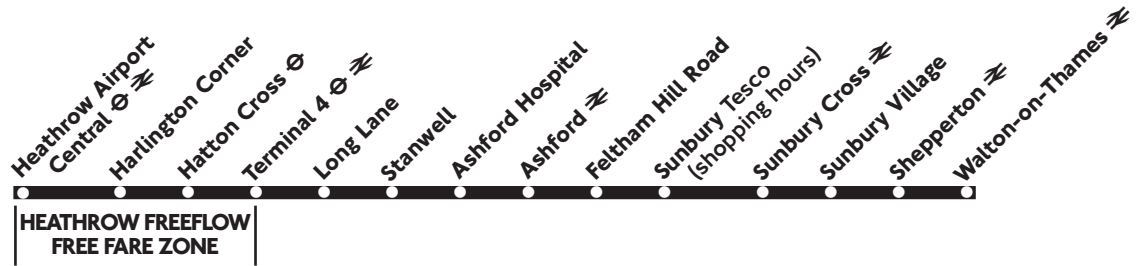 Heathrow Airport
Central
Harlington Corner
Hatton Cross
Terminal 4
Long Lane
Stanwell
Ashford Hospital
Ashford
Feltham Hill Road
Sunbury Tesco
(shopping hours)
Sunbury Cross
Sunbury Village
Shepperton
Walton-on-Thames
HEATHROW FREEFLOW
FREE FARE ZONE